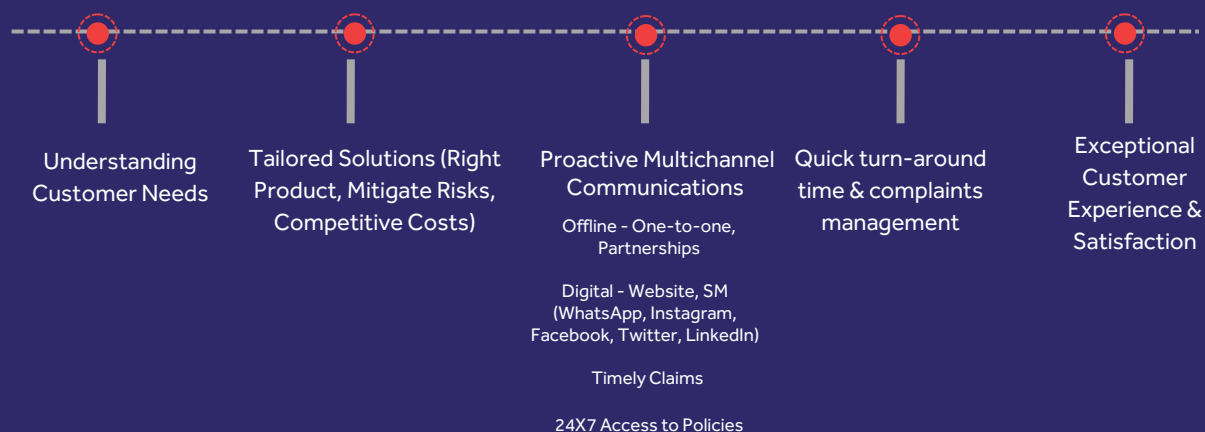 Understanding
Customer Needs
Tailored Solutions (Right
Product, Mitigate Risks,
Competitive Costs)
Proactive Multichannel
Communications
Offline - One-to-one,
Partnerships
Digital - Website, SM
(WhatsApp, Instagram,
Facebook, Twitter, LinkedIn)
Timely Claims
24X7 Access to Policies
Quick turn-around
time & complaints
management
Exceptional
Customer
Experience &
Satisfaction